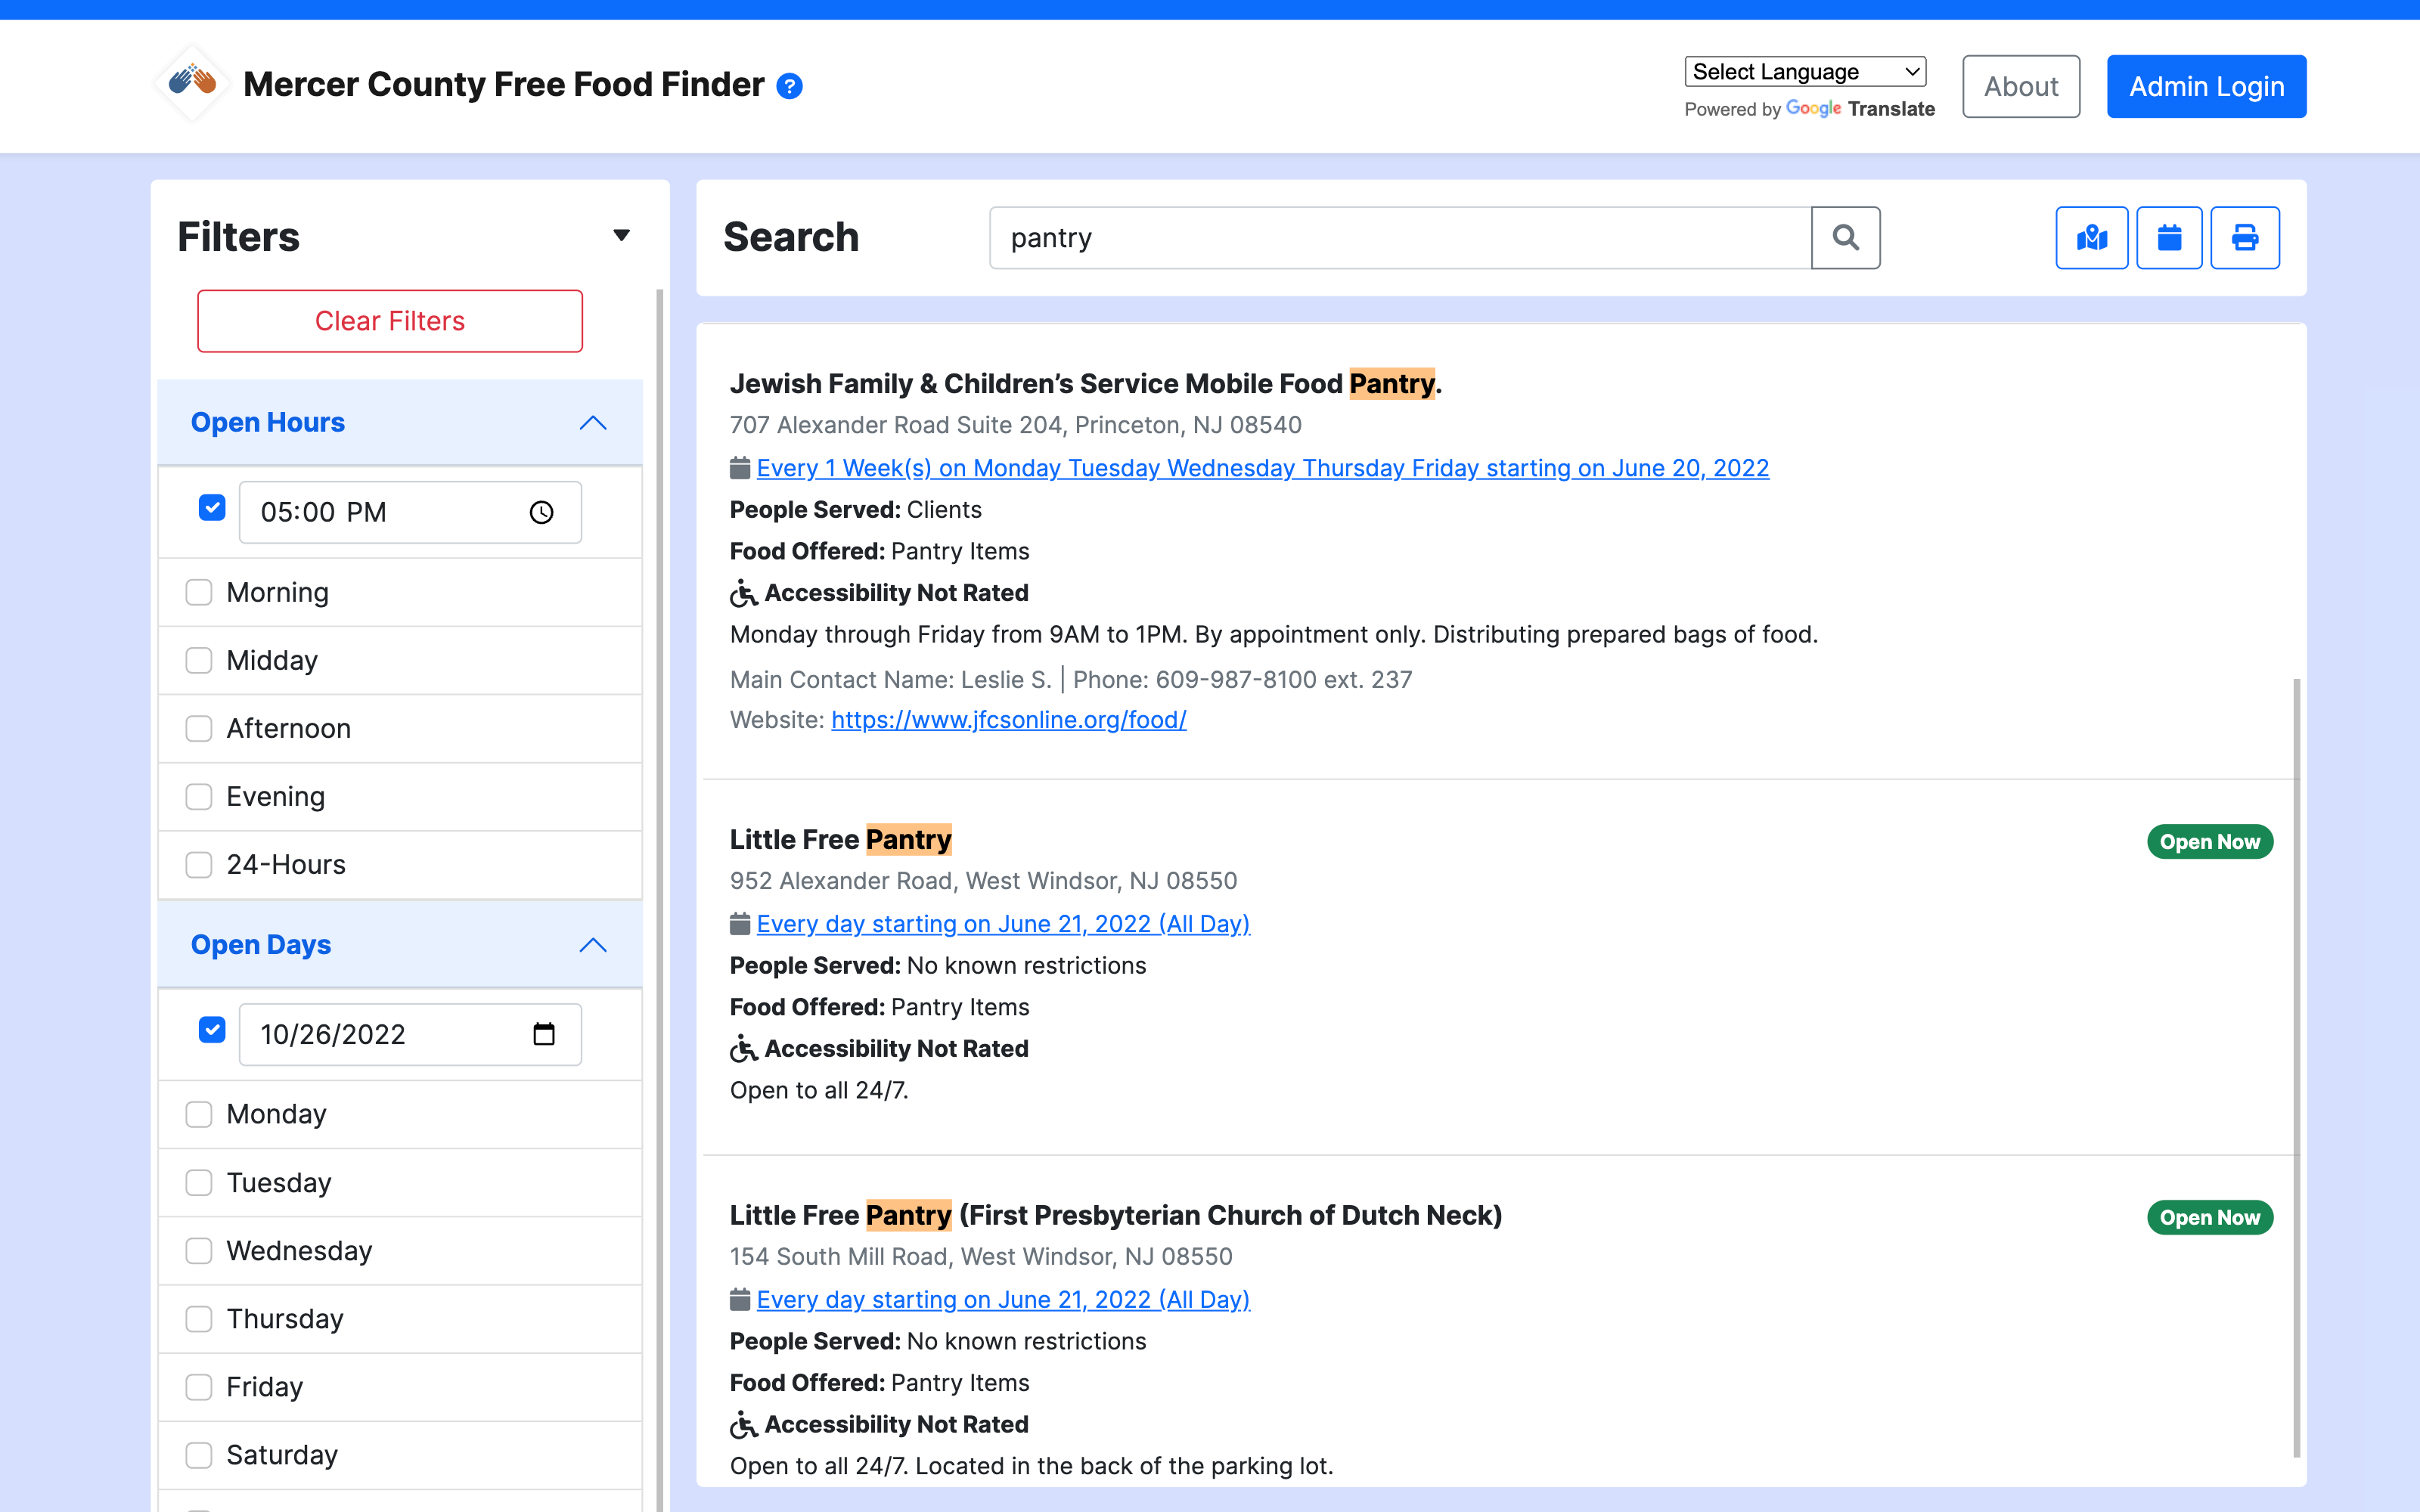 Mercer County Free Food Finder ?
Select Language
Powered by Google Translate
About
Admin Login
Filters
Clear Filters
Open Hours
05:00 PM
Morning
Midday
Afternoon
Evening
24-Hours
Open Days
10/26/2022
Monday
Tuesday
Wednesday
Thursday
Friday
Saturday
Search
pantry
Jewish Family & Children’s Service Mobile Food Pantry.
707 Alexander Road Suite 204, Princeton, NJ 08540
Every 1 Week(s) on Monday Tuesday Wednesday Thursday Friday starting on June 20, 2022
People Served: Clients
Food Offered: Pantry Items
Accessibility Not Rated
Monday through Friday from 9AM to 1PM. By appointment only. Distributing prepared bags of food.
Main Contact Name: Leslie S. | Phone: 609-987-8100 ext. 237
Website: https://www.jfcsonline.org/food/
Little Free Pantry
Open Now
952 Alexander Road, West Windsor, NJ 08550
Every day starting on June 21, 2022 (All Day)
People Served: No known restrictions
Food Offered: Pantry Items
Accessibility Not Rated
Open to all 24/7.
Little Free Pantry (First Presbyterian Church of Dutch Neck)
Open Now
154 South Mill Road, West Windsor, NJ 08550
Every day starting on June 21, 2022 (All Day)
People Served: No known restrictions
Food Offered: Pantry Items
Accessibility Not Rated
Open to all 24/7. Located in the back of the parking lot.